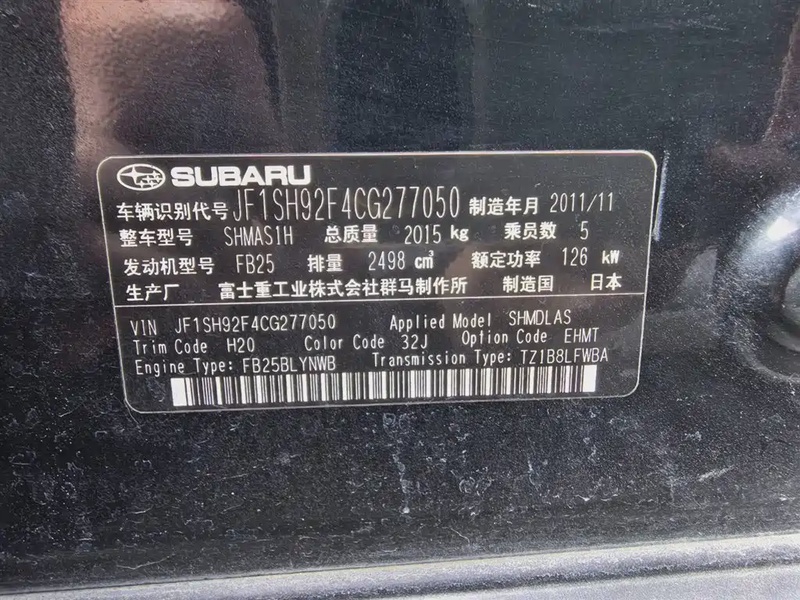 SUBARU
车辆识别代号 JF1SH92F4CG277050 制造年月 2011/11
整车型号 SHMAS1H 总质量 2015 kg 乘员数 5
发动机型号 FB25 排量 2498 cm³ 额定功率 126 kW
生产厂 富士重工业株式会社群马制作所 制造国 日本
VIN JF1SH92F4CG277050 Applied Model SHMDLAS
Trim Code H20 Color Code 32J Option Code EHMT
Engine Type: FB25BLYNWB Transmission Type: TZ1B8LFWBA